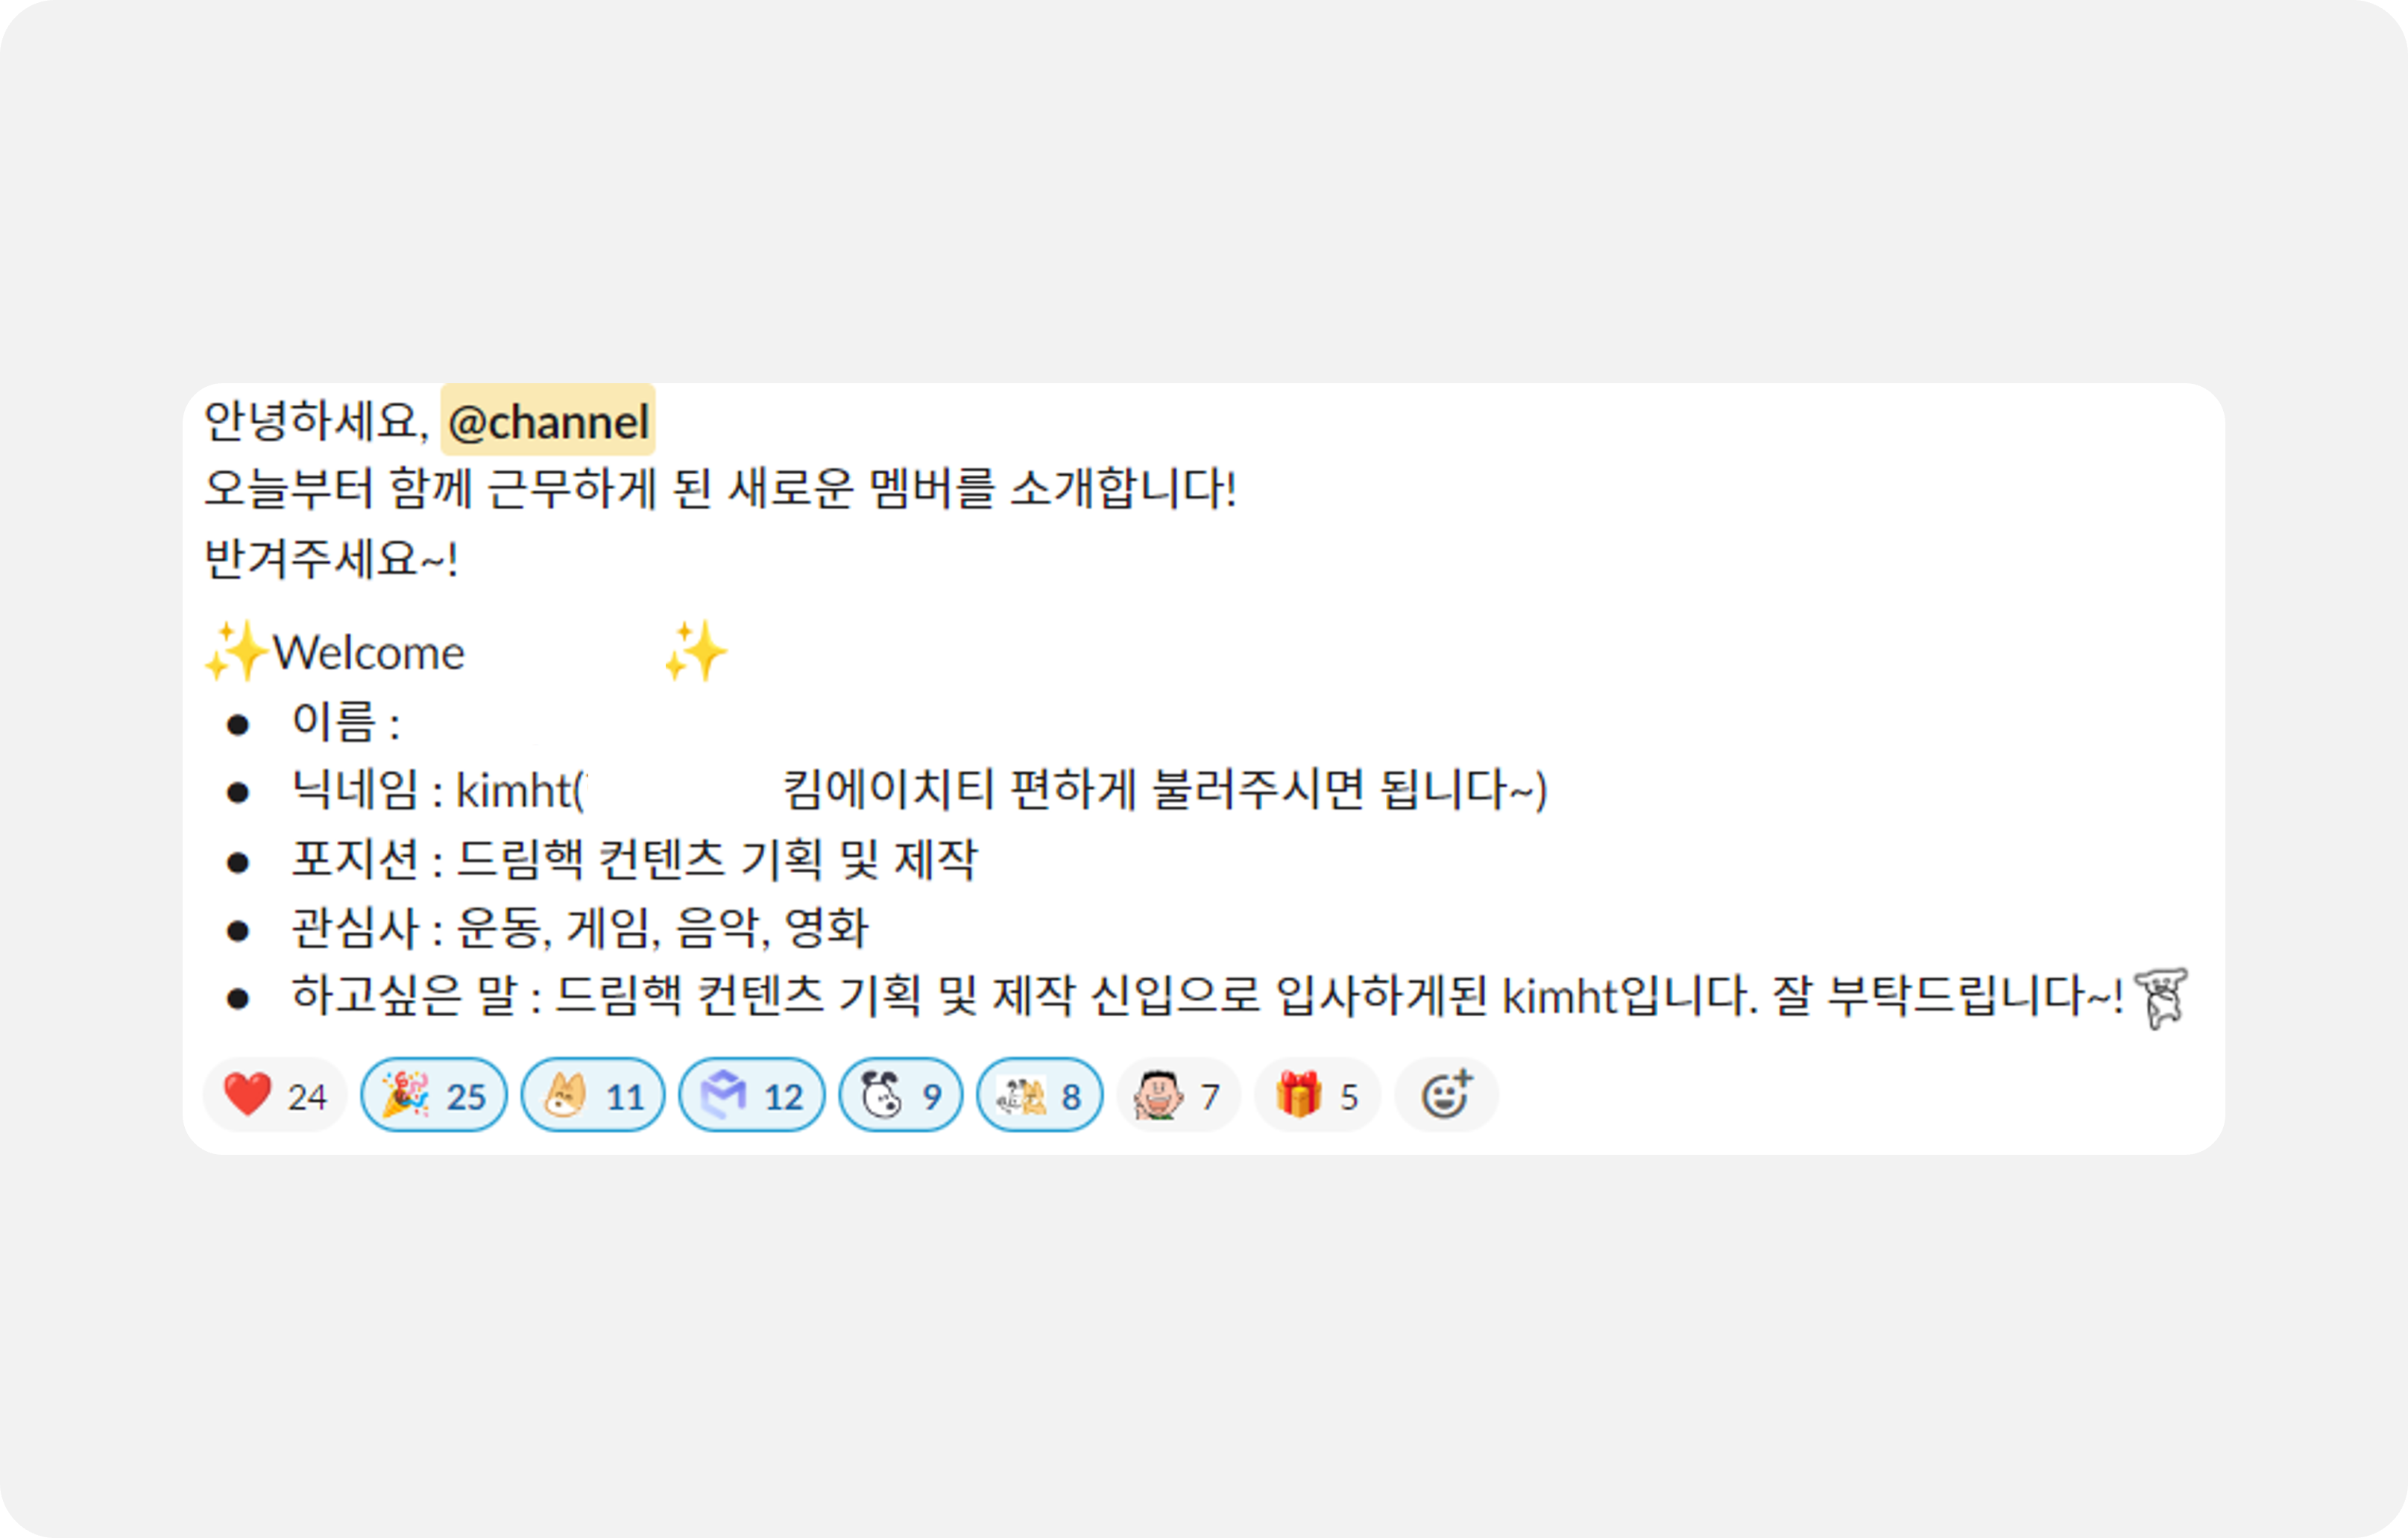 안녕하세요, @channel
오늘부터 함께 근무하게 된 새로운 멤버를 소개합니다!
반겨주세요~!
✨Welcome ✨
● 이름 :
● 닉네임 : kimht( 킴에이치티 편하게 불러주시면 됩니다~)
● 포지션 : 드림핵 컨텐츠 기획 및 제작
● 관심사 : 운동, 게임, 음악, 영화
● 하고싶은 말 : 드림핵 컨텐츠 기획 및 제작 신입으로 입사하게된 kimht입니다. 잘 부탁드립니다~!
❤️ 24 🎉 25 11 12 9 8 7 🎁 5